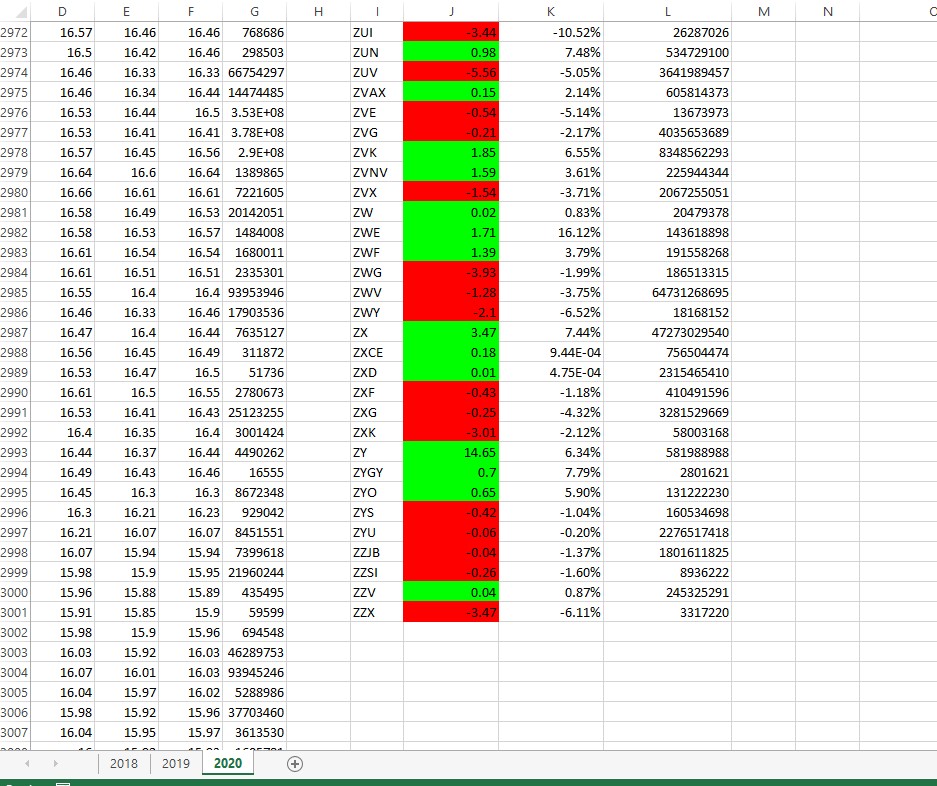 D E F G H I J K L M N O
2972 16.57 16.46 16.46 768686 ZUI -3.44 -10.52% 26287026
2973 16.5 16.42 16.46 298503 ZUN 0.98 7.48% 534729100
2974 16.46 16.33 16.33 66754297 ZUV -5.56 -5.05% 3641989457
2975 16.46 16.34 16.44 14474485 ZVAX 0.15 2.14% 605814373
2976 16.53 16.44 16.5 3.53E+08 ZVE -0.54 -5.14% 13673973
2977 16.53 16.41 16.41 3.78E+08 ZVG -0.21 -2.17% 4035653689
2978 16.57 16.45 16.56 2.9E+08 ZVK 1.85 6.55% 8348562293
2979 16.64 16.6 16.64 1389865 ZVNV 1.59 3.61% 225944344
2980 16.66 16.61 16.61 7221605 ZVX -1.54 -3.71% 2067255051
2981 16.58 16.49 16.53 20142051 ZW 0.02 0.83% 20479378
2982 16.58 16.53 16.57 1484008 ZWE 1.71 16.12% 143618898
2983 16.61 16.54 16.54 1680011 ZWF 1.39 3.79% 191558268
2984 16.61 16.51 16.51 2335301 ZWG -3.93 -1.99% 186513315
2985 16.55 16.4 16.4 93953946 ZWV -1.28 -3.75% 64731268695
2986 16.46 16.33 16.46 17903536 ZWY -2.1 -6.52% 18168152
2987 16.47 16.4 16.44 7635127 ZX 3.47 7.44% 47273029540
2988 16.56 16.45 16.49 311872 ZXCE 0.18 9.44E-04 756504474
2989 16.53 16.47 16.5 51736 ZXD 0.01 4.75E-04 2315465410
2990 16.61 16.5 16.55 2780673 ZXF -0.43 -1.18% 410491596
2991 16.53 16.41 16.43 25123255 ZXG -0.25 -4.32% 3281529669
2992 16.4 16.35 16.4 3001424 ZXK -3.01 -2.12% 58003168
2993 16.44 16.37 16.44 4490262 ZY 14.65 6.34% 581988988
2994 16.49 16.43 16.46 16555 ZYGY 0.7 7.79% 2801621
2995 16.45 16.3 16.3 8672348 ZYO 0.65 5.90% 131222230
2996 16.3 16.21 16.23 929042 ZYS -0.42 -1.04% 160534698
2997 16.21 16.07 16.07 8451551 ZYU -0.06 -0.20% 2276517418
2998 16.07 15.94 15.94 7399618 ZZJB -0.04 -1.37% 1801611825
2999 15.98 15.9 15.95 21960244 ZZSI -0.26 -1.60% 8936222
3000 15.96 15.88 15.89 435495 ZZV 0.04 0.87% 245325291
3001 15.91 15.85 15.9 59599 ZZX -3.47 -6.11% 3317220
3002 15.98 15.9 15.96 694548
3003 16.03 15.92 16.03 46289753
3004 16.07 16.01 16.03 93945246
3005 16.04 15.97 16.02 5288986
3006 15.98 15.92 15.96 37703460
3007 16.04 15.95 15.97 3613530
2018 2019 2020